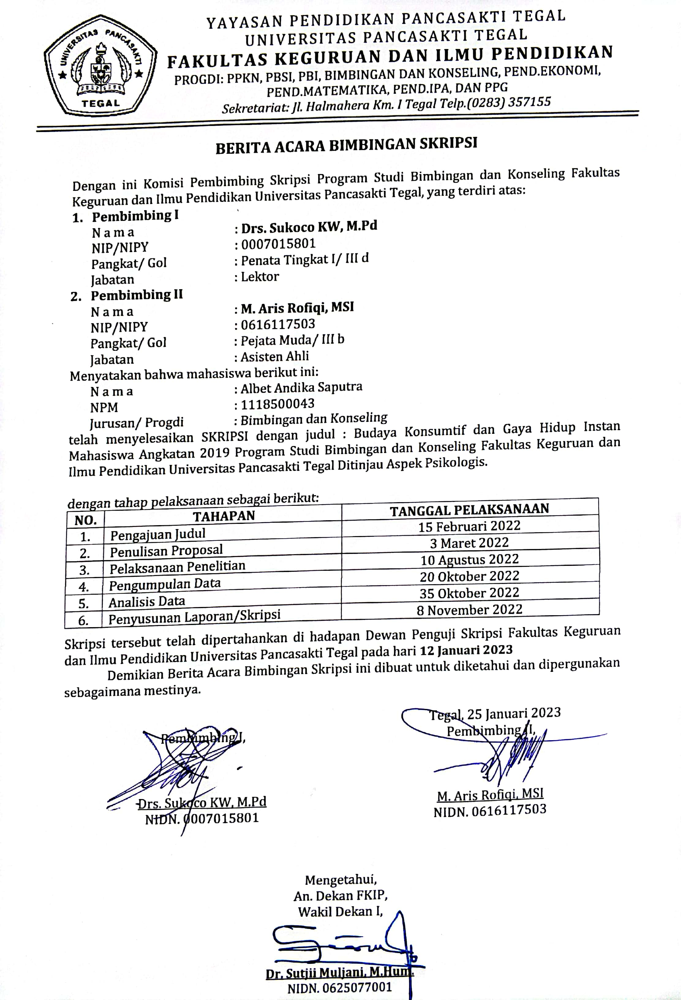 UNIVERSITAS PANCASAKTI
TEGAL
YAYASAN PENDIDIKAN PANCASAKTI TEGAL
UNIVERSITAS PANCASAKTI TEGAL
FAKULTAS KEGURUAN DAN ILMU PENDIDIKAN
PROGDI: PPKN, PBSI, PBI, BIMBINGAN DAN KONSELING, PEND.EKONOMI,
PEND.MATEMATIKA, PEND.IPA, DAN PPG
Sekretariat: Jl. Halmahera Km. I Tegal Telp.(0283) 357155
BERITA ACARA BIMBINGAN SKRIPSI
Dengan ini Komisi Pembimbing Skripsi Program Studi Bimbingan dan Konseling Fakultas
Keguruan dan Ilmu Pendidikan Universitas Pancasakti Tegal, yang terdiri atas:
1. Pembimbing I
N a m a : Drs. Sukoco KW, M.Pd
NIP/NIPY : 0007015801
Pangkat/ Gol : Penata Tingkat I/ III d
Jabatan : Lektor
2. Pembimbing II
N a m a : M. Aris Rofiqi, MSI
NIP/NIPY : 0616117503
Pangkat/ Gol : Pejata Muda/ III b
Jabatan : Asisten Ahli
Menyatakan bahwa mahasiswa berikut ini:
N a m a : Albet Andika Saputra
NPM : 1118500043
Jurusan/ Progdi : Bimbingan dan Konseling
telah menyelesaikan SKRIPSI dengan judul : Budaya Konsumtif dan Gaya Hidup Instan
Mahasiswa Angkatan 2019 Program Studi Bimbingan dan Konseling Fakultas Keguruan dan
Ilmu Pendidikan Universitas Pancasakti Tegal Ditinjau Aspek Psikologis.
dengan tahap pelaksanaan sebagai berikut:
NO. TAHAPAN TANGGAL PELAKSANAAN
1. Pengajuan Judul 15 Februari 2022
2. Penulisan Proposal 3 Maret 2022
3. Pelaksanaan Penelitian 10 Agustus 2022
4. Pengumpulan Data 20 Oktober 2022
5. Analisis Data 35 Oktober 2022
6. Penyusunan Laporan/Skripsi 8 November 2022
Skripsi tersebut telah dipertahankan di hadapan Dewan Penguji Skripsi Fakultas Keguruan
dan Ilmu Pendidikan Universitas Pancasakti Tegal pada hari 12 Januari 2023
Demikian Berita Acara Bimbingan Skripsi ini dibuat untuk diketahui dan dipergunakan
sebagaimana mestinya.
Tegal, 25 Januari 2023
Pembimbing I, Pembimbing II,
Drs. Sukoco KW, M.Pd M. Aris Rofiqi, MSI
NIDN. 0007015801 NIDN. 0616117503
Mengetahui,
An. Dekan FKIP,
Wakil Dekan I,
Dr. Sutjii Muljani, M.Hum.
NIDN. 0625077001